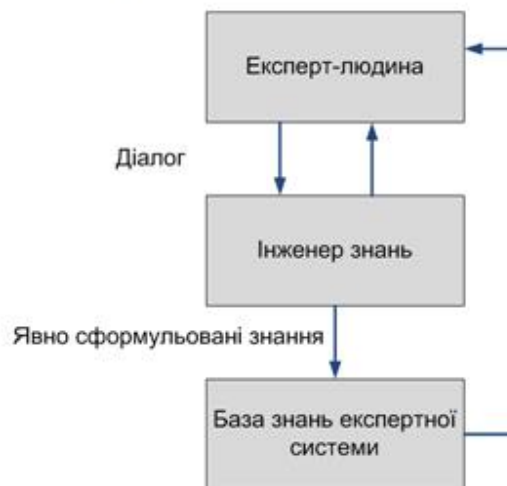 Експерт-людина
Діалог
Інженер знань
Явно сформульовані знання
База знань експертної
системи